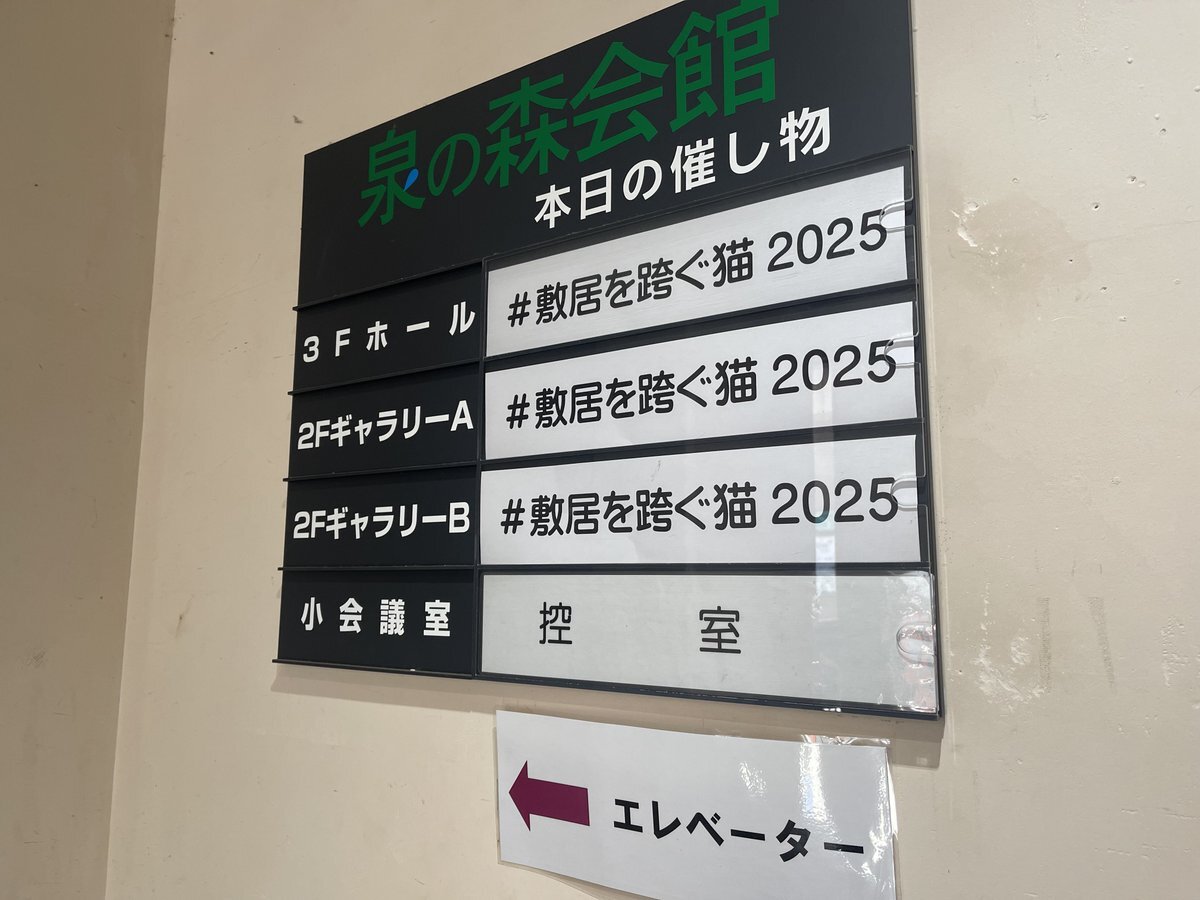 泉の森会館
本日の催し物
3Fホール #敷居を跨ぐ猫 2025
2FギャラリーA #敷居を跨ぐ猫 2025
2FギャラリーB #敷居を跨ぐ猫 2025
小会議室 控室
エレベーター